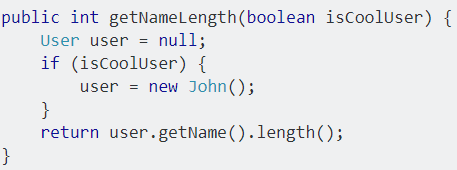 public int getNameLength(boolean isCoolUser) {
    User user = null;
    if (isCoolUser) {
        user = new John();
    }
    return user.getName().length();
}